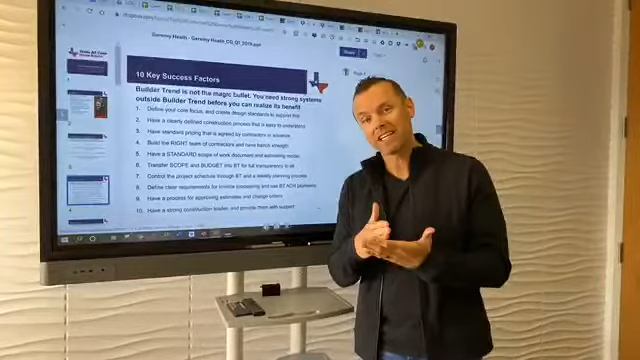 dropbox.com
Geremy Heath - Geremy Heath_CG_Q1_2019.pptx
10 Key Success Factors
Builder Trend is not the magic bullet. You need strong systems
outside Builder Trend before you can realize its benefit
1. Define your core focus, and create design standards to support this
2. Have a clearly defined construction process that is easy to understand
3. Have standard pricing that is agreed by contractors in advance
4. Build the RIGHT team of contractors and have bench strength
5. Have a STANDARD scope of work document and estimating model
6. Transfer SCOPE and BUDGET into BT for full transparency to all
7. Control the project schedule through BT and a weekly planning process
8. Define clear requirements for invoice processing and use BT ACH payments
9. Have a process for approving estimates and change orders
10. Have a strong construction leader, and provide them with support